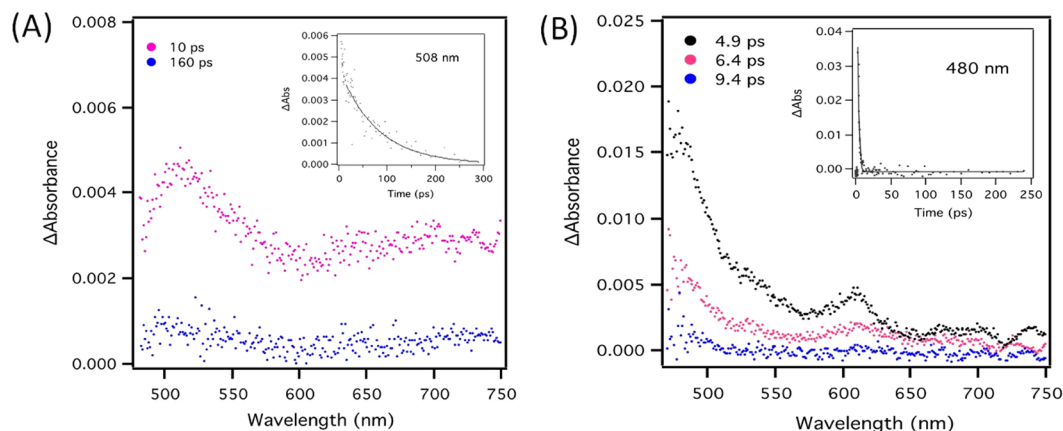 (A)
ΔAbsorbance
0.008
0.006
0.004
0.002
0.000
10 ps
160 ps
508 nm
ΔAbs
0.006
0.005
0.004
0.003
0.002
0.001
0.000
0 100 200 300
Time (ps)
500 550 600 650 700 750
Wavelength (nm)
(B)
ΔAbsorbance
0.025
0.020
0.015
0.010
0.005
0.000
4.9 ps
6.4 ps
9.4 ps
480 nm
ΔAbs
0.04
0.03
0.02
0.01
0.00
0 50 100 150 200 250
Time (ps)
500 550 600 650 700 750
Wavelength (nm)